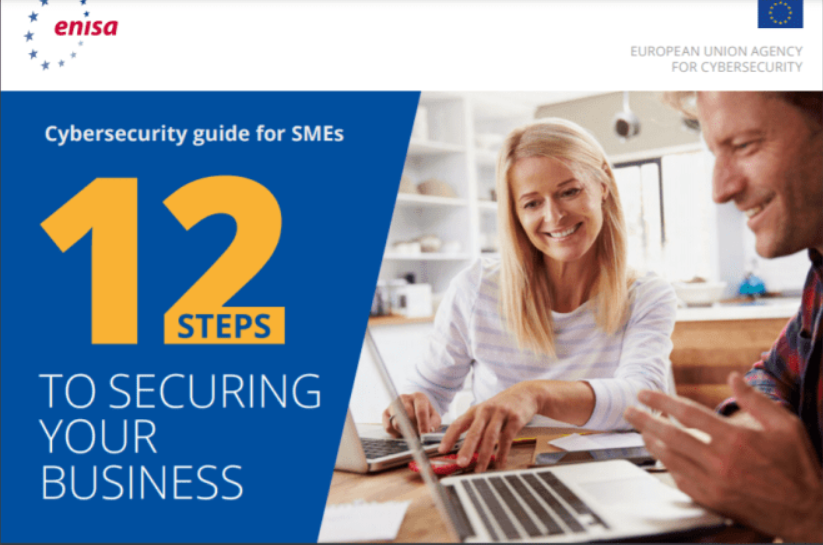 enisa
EUROPEAN UNION AGENCY
FOR CYBERSECURITY
Cybersecurity guide for SMEs
12
STEPS
TO SECURING
YOUR
BUSINESS